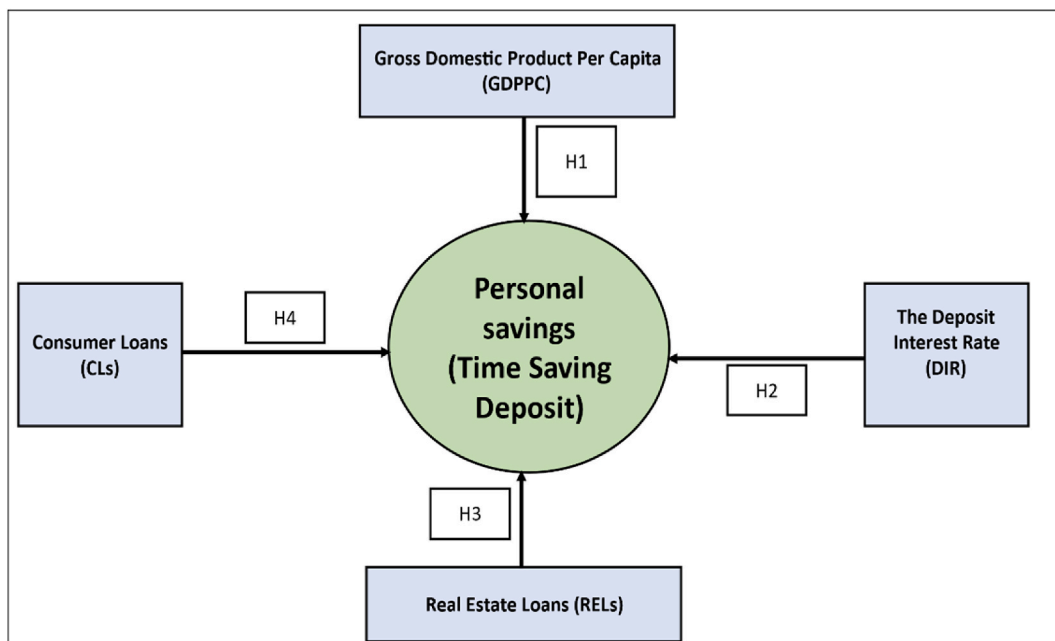 Gross Domestic Product Per Capita
(GDPPC)
H1
Personal
savings
(Time Saving
Deposit)
H4
Consumer Loans
(CLs)
The Deposit
Interest Rate
(DIR)
H2
H3
Real Estate Loans (RELs)